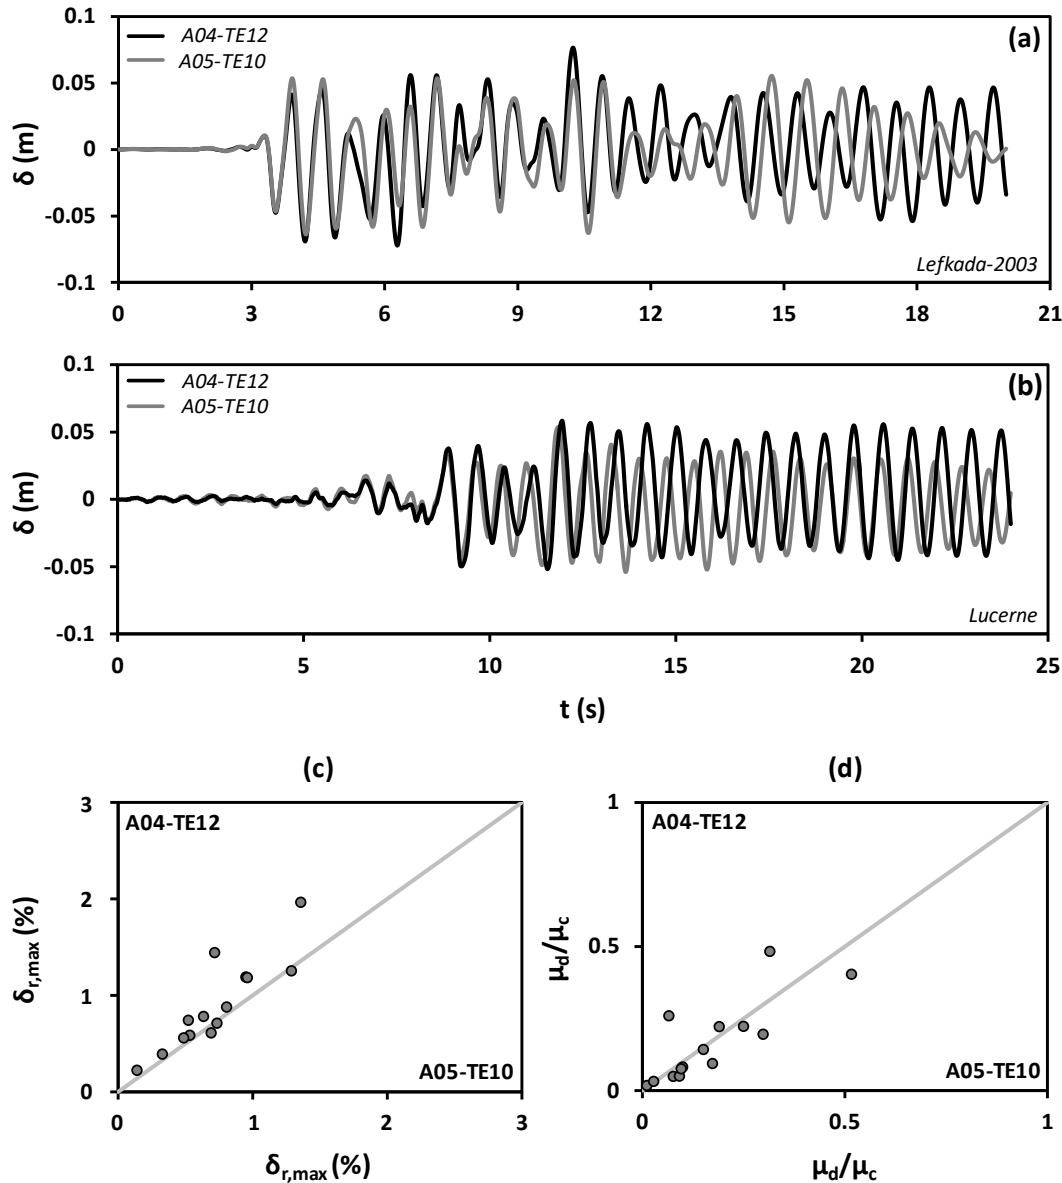 (a)
A04-TE12
A05-TE10
0.1
0.05
0
-0.05
-0.1
δ (m)
Lefkada-2003
0 3 6 9 12 15 18 21
(b)
A04-TE12
A05-TE10
0.1
0.05
0
-0.05
-0.1
δ (m)
Lucerne
0 5 10 15 20 25
t (s)
(c)
A04-TE12
3
2
1
0
δr,max (%)
A05-TE10
0 1 2 3
δr,max (%)
(d)
A04-TE12
1
0.5
0
μd/μc
A05-TE10
0 0.5 1
μd/μc